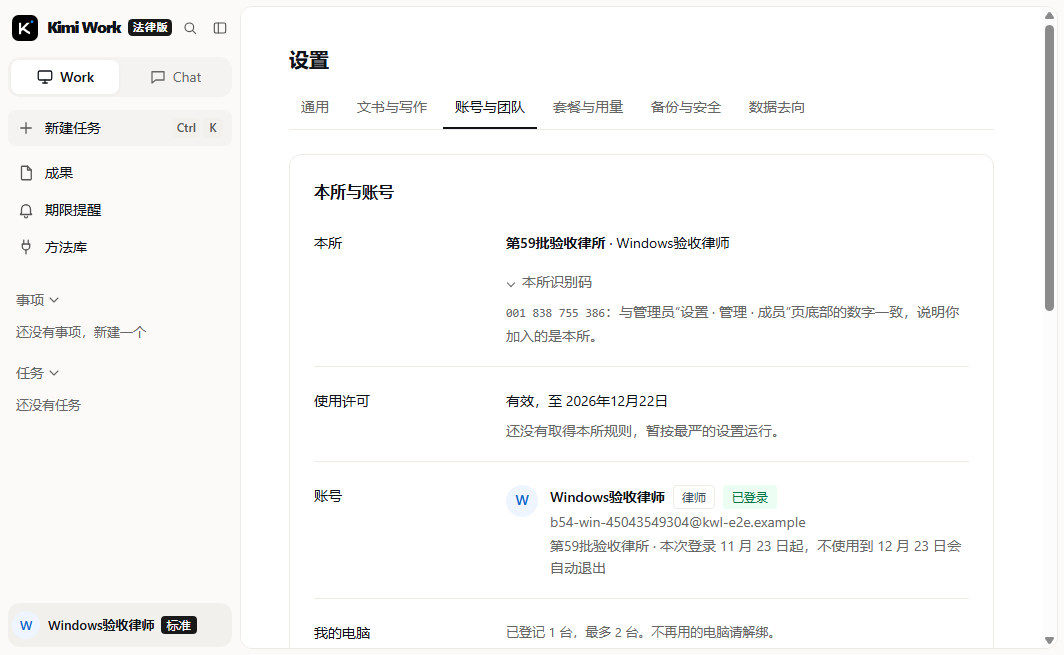 Kimi Work 法律版
Work
Chat
新建任务 Ctrl K
成果
期限提醒
方法库
事项
还没有事项，新建一个
任务
还没有任务
W Windows验收律师 标准
设置
通用 文书与写作 账号与团队 套餐与用量 备份与安全 数据去向
本所与账号
本所
第59批验收律所 · Windows验收律师
本所识别码
001 838 755 386：与管理员“设置 · 管理 · 成员”页底部的数字一致，说明你
加入的是本所。
使用许可
有效，至 2026年12月22日
还没有取得本所规则，暂按最严的设置运行。
账号
W Windows验收律师 律师 已登录
b54-win-45043549304@kwl-e2e.example
第59批验收律所 · 本次登录 11 月 23 日起，不使用到 12 月 23 日会
自动退出
我的电脑
已登记 1 台，最多 2 台。不再用的电脑请解绑。